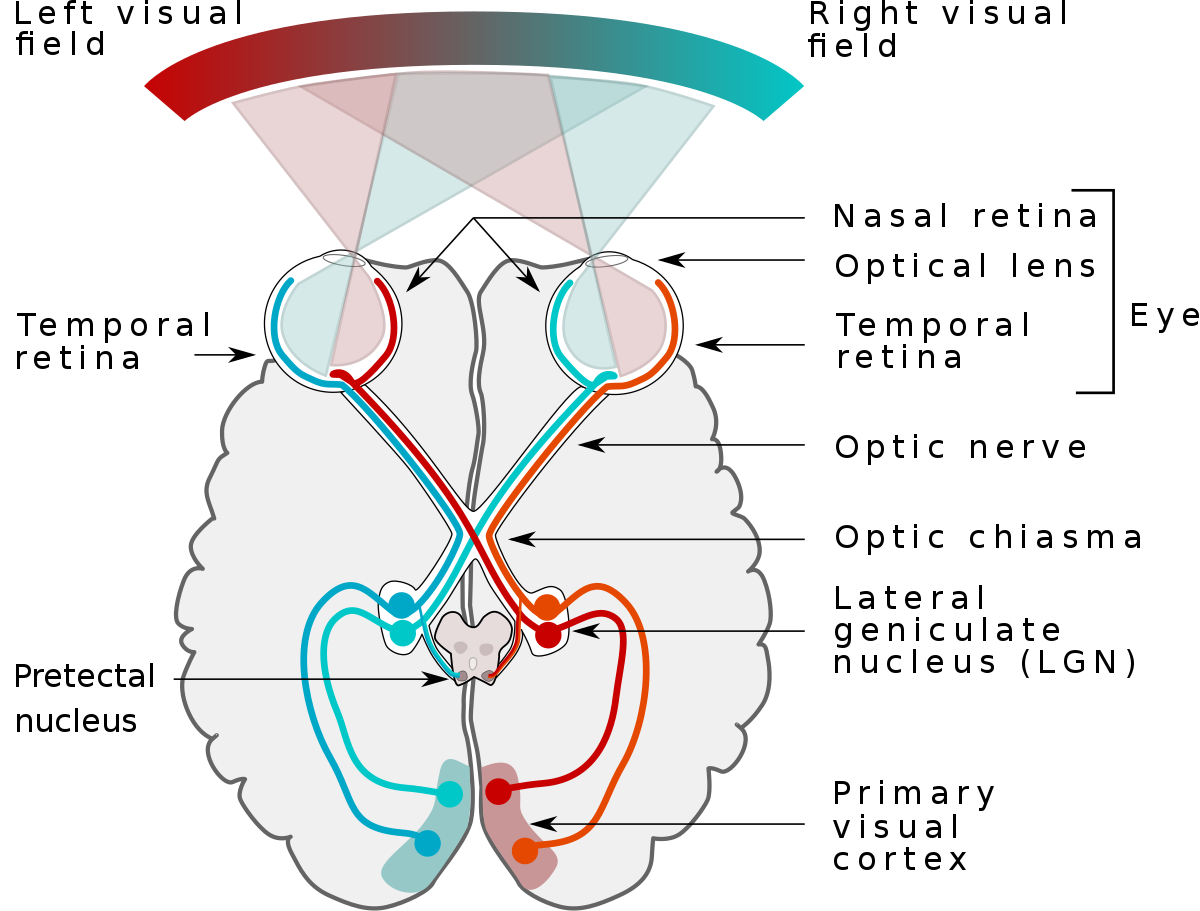 Left visual
field
Right visual
field
Nasal retina
Optical lens
Temporal
retina
Temporal
retina
Eye
Optic nerve
Optic chiasma
Lateral
geniculate
nucleus (LGN)
Pretectal
nucleus
Primary
visual
cortex